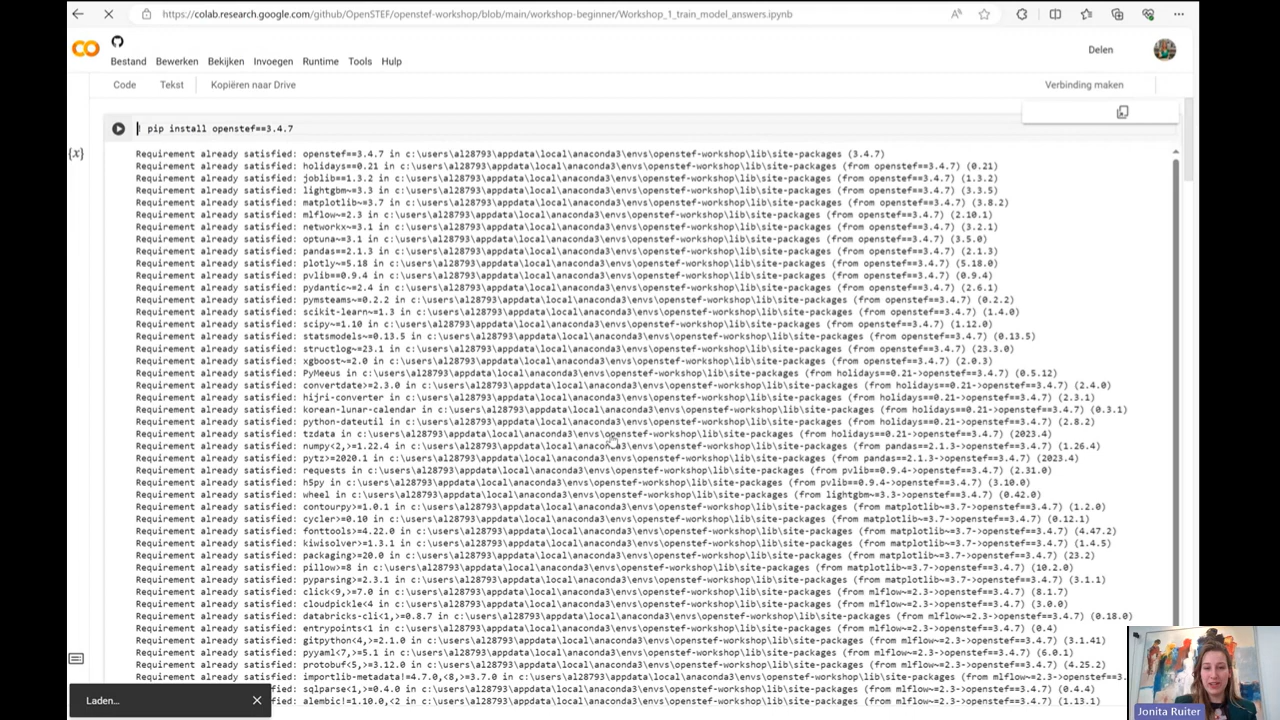 https://colab.research.google.com/github/OpenSTEF/openstef-workshop/blob/main/workshop-beginner/Workshop_1_train_model_answers.ipynb
Bestand Bewerken Bekijken Invoegen Runtime Tools Hulp
Delen
Code Tekst Kopiëren naar Drive
Verbinding maken
! pip install openstef==3.4.7
{x}
Requirement already satisfied: openstef==3.4.7 in c:\users\al28793\appdata\local\anaconda3\envs\openstef-workshop\lib\site-packages (3.4.7)
Requirement already satisfied: holidays==0.21 in c:\users\al28793\appdata\local\anaconda3\envs\openstef-workshop\lib\site-packages (from openstef==3.4.7) (0.21)
Requirement already satisfied: joblib==1.3.2 in c:\users\al28793\appdata\local\anaconda3\envs\openstef-workshop\lib\site-packages (from openstef==3.4.7) (1.3.2)
Requirement already satisfied: lightgbm~=3.3 in c:\users\al28793\appdata\local\anaconda3\envs\openstef-workshop\lib\site-packages (from openstef==3.4.7) (3.3.5)
Requirement already satisfied: matplotlib~=3.7 in c:\users\al28793\appdata\local\anaconda3\envs\openstef-workshop\lib\site-packages (from openstef==3.4.7) (3.8.2)
Requirement already satisfied: mlflow~=2.3 in c:\users\al28793\appdata\local\anaconda3\envs\openstef-workshop\lib\site-packages (from openstef==3.4.7) (2.10.1)
Requirement already satisfied: networkx~=3.1 in c:\users\al28793\appdata\local\anaconda3\envs\openstef-workshop\lib\site-packages (from openstef==3.4.7) (3.2.1)
Requirement already satisfied: optuna~=3.1 in c:\users\al28793\appdata\local\anaconda3\envs\openstef-workshop\lib\site-packages (from openstef==3.4.7) (3.5.0)
Requirement already satisfied: pandas==2.1.3 in c:\users\al28793\appdata\local\anaconda3\envs\openstef-workshop\lib\site-packages (from openstef==3.4.7) (2.1.3)
Requirement already satisfied: plotly~=5.18 in c:\users\al28793\appdata\local\anaconda3\envs\openstef-workshop\lib\site-packages (from openstef==3.4.7) (5.18.0)
Requirement already satisfied: pvlib==0.9.4 in c:\users\al28793\appdata\local\anaconda3\envs\openstef-workshop\lib\site-packages (from openstef==3.4.7) (0.9.4)
Requirement already satisfied: pydantic~=2.4 in c:\users\al28793\appdata\local\anaconda3\envs\openstef-workshop\lib\site-packages (from openstef==3.4.7) (2.6.1)
Requirement already satisfied: pymsteams~=0.2.2 in c:\users\al28793\appdata\local\anaconda3\envs\openstef-workshop\lib\site-packages (from openstef==3.4.7) (0.2.2)
Requirement already satisfied: scikit-learn~=1.3 in c:\users\al28793\appdata\local\anaconda3\envs\openstef-workshop\lib\site-packages (from openstef==3.4.7) (1.4.0)
Requirement already satisfied: scipy~=1.10 in c:\users\al28793\appdata\local\anaconda3\envs\openstef-workshop\lib\site-packages (from openstef==3.4.7) (1.12.0)
Requirement already satisfied: statsmodels~=0.13.5 in c:\users\al28793\appdata\local\anaconda3\envs\openstef-workshop\lib\site-packages (from openstef==3.4.7) (0.13.5)
Requirement already satisfied: structlog~=23.1 in c:\users\al28793\appdata\local\anaconda3\envs\openstef-workshop\lib\site-packages (from openstef==3.4.7) (23.3.0)
Requirement already satisfied: xgboost~=2.0 in c:\users\al28793\appdata\local\anaconda3\envs\openstef-workshop\lib\site-packages (from openstef==3.4.7) (2.0.3)
Requirement already satisfied: PyMeeus in c:\users\al28793\appdata\local\anaconda3\envs\openstef-workshop\lib\site-packages (from holidays==0.21->openstef==3.4.7) (0.5.12)
Requirement already satisfied: convertdate>=2.3.0 in c:\users\al28793\appdata\local\anaconda3\envs\openstef-workshop\lib\site-packages (from holidays==0.21->openstef==3.4.7) (2.4.0)
Requirement already satisfied: hijri-converter in c:\users\al28793\appdata\local\anaconda3\envs\openstef-workshop\lib\site-packages (from holidays==0.21->openstef==3.4.7) (2.3.1)
Requirement already satisfied: korean-lunar-calendar in c:\users\al28793\appdata\local\anaconda3\envs\openstef-workshop\lib\site-packages (from holidays==0.21->openstef==3.4.7) (0.3.1)
Requirement already satisfied: python-dateutil in c:\users\al28793\appdata\local\anaconda3\envs\openstef-workshop\lib\site-packages (from holidays==0.21->openstef==3.4.7) (2.8.2)
Requirement already satisfied: tzdata in c:\users\al28793\appdata\local\anaconda3\envs\openstef-workshop\lib\site-packages (from holidays==0.21->openstef==3.4.7) (2023.4)
Requirement already satisfied: numpy<2,>=1.22.4 in c:\users\al28793\appdata\local\anaconda3\envs\openstef-workshop\lib\site-packages (from pandas==2.1.3->openstef==3.4.7) (1.26.4)
Requirement already satisfied: pytz>=2020.1 in c:\users\al28793\appdata\local\anaconda3\envs\openstef-workshop\lib\site-packages (from pandas==2.1.3->openstef==3.4.7) (2023.4)
Requirement already satisfied: requests in c:\users\al28793\appdata\local\anaconda3\envs\openstef-workshop\lib\site-packages (from pvlib==0.9.4->openstef==3.4.7) (2.31.0)
Requirement already satisfied: h5py in c:\users\al28793\appdata\local\anaconda3\envs\openstef-workshop\lib\site-packages (from pvlib==0.9.4->openstef==3.4.7) (3.10.0)
Requirement already satisfied: wheel in c:\users\al28793\appdata\local\anaconda3\envs\openstef-workshop\lib\site-packages (from lightgbm~=3.3->openstef==3.4.7) (0.42.0)
Requirement already satisfied: contourpy>=1.0.1 in c:\users\al28793\appdata\local\anaconda3\envs\openstef-workshop\lib\site-packages (from matplotlib~=3.7->openstef==3.4.7) (1.2.0)
Requirement already satisfied: cycler>=0.10 in c:\users\al28793\appdata\local\anaconda3\envs\openstef-workshop\lib\site-packages (from matplotlib~=3.7->openstef==3.4.7) (0.12.1)
Requirement already satisfied: fonttools>=4.22.0 in c:\users\al28793\appdata\local\anaconda3\envs\openstef-workshop\lib\site-packages (from matplotlib~=3.7->openstef==3.4.7) (4.47.2)
Requirement already satisfied: kiwisolver>=1.3.1 in c:\users\al28793\appdata\local\anaconda3\envs\openstef-workshop\lib\site-packages (from matplotlib~=3.7->openstef==3.4.7) (1.4.5)
Requirement already satisfied: packaging>=20.0 in c:\users\al28793\appdata\local\anaconda3\envs\openstef-workshop\lib\site-packages (from matplotlib~=3.7->openstef==3.4.7) (23.2)
Requirement already satisfied: pillow>=8 in c:\users\al28793\appdata\local\anaconda3\envs\openstef-workshop\lib\site-packages (from matplotlib~=3.7->openstef==3.4.7) (10.2.0)
Requirement already satisfied: pyparsing>=2.3.1 in c:\users\al28793\appdata\local\anaconda3\envs\openstef-workshop\lib\site-packages (from matplotlib~=3.7->openstef==3.4.7) (3.1.1)
Requirement already satisfied: click<9,>=7.0 in c:\users\al28793\appdata\local\anaconda3\envs\openstef-workshop\lib\site-packages (from mlflow~=2.3->openstef==3.4.7) (8.1.7)
Requirement already satisfied: cloudpickle<4 in c:\users\al28793\appdata\local\anaconda3\envs\openstef-workshop\lib\site-packages (from mlflow~=2.3->openstef==3.4.7) (3.0.0)
Requirement already satisfied: databricks-cli<1,>=0.8.7 in c:\users\al28793\appdata\local\anaconda3\envs\openstef-workshop\lib\site-packages (from mlflow~=2.3->openstef==3.4.7) (0.18.0)
Requirement already satisfied: entrypoints<1 in c:\users\al28793\appdata\local\anaconda3\envs\openstef-workshop\lib\site-packages (from mlflow~=2.3->openstef==3.4.7) (0.4)
Requirement already satisfied: gitpython<4,>=2.1.0 in c:\users\al28793\appdata\local\anaconda3\envs\openstef-workshop\lib\site-packages (from mlflow~=2.3->openstef==3.4.7) (3.1.41)
Requirement already satisfied: pyyaml<7,>=5.1 in c:\users\al28793\appdata\local\anaconda3\envs\openstef-workshop\lib\site-packages (from mlflow~=2.3->openstef==3.4.7) (6.0.1)
Requirement already satisfied: protobuf<5,>=3.12.0 in c:\users\al28793\appdata\local\anaconda3\envs\openstef-workshop\lib\site-packages (from mlflow~=2.3->openstef==3.4.7) (4.25.2)
Requirement already satisfied: importlib-metadata!=4.7.0,<8,>=3.7.0 in c:\users\al28793\appdata\local\anaconda3\envs\openstef-workshop\lib\site-packages (from mlflow~=2.3->openstef==3.
fied: sqlparse<1,>=0.4.0 in c:\users\al28793\appdata\local\anaconda3\envs\openstef-workshop\lib\site-packages (from mlflow~=2.3->openstef==3.4.7) (0.4.4)
fied: alembic!=1.10.0,<2 in c:\users\al28793\appdata\local\anaconda3\envs\openstef-workshop\lib\site-packages (from mlflow~=2.3->openstef==3.4.7) (1.13.1)
Laden...
Jonita Ruiter